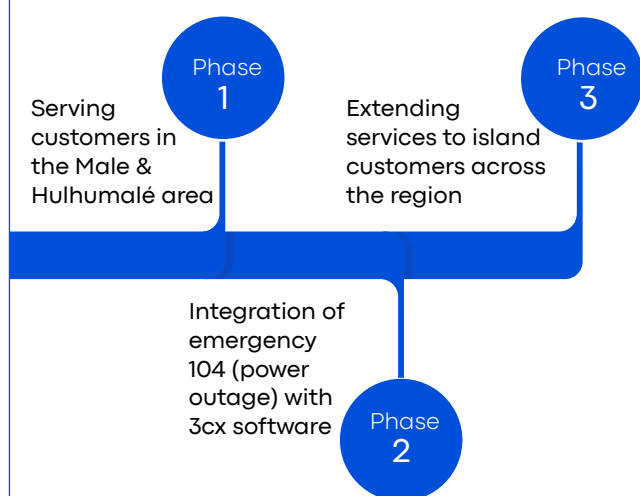 Phase
1
Serving
customers in
the Male &
Hulhumalé area
Phase
3
Extending
services to island
customers across
the region
Integration of
emergency
104 (power
outage) with
3cx software
Phase
2